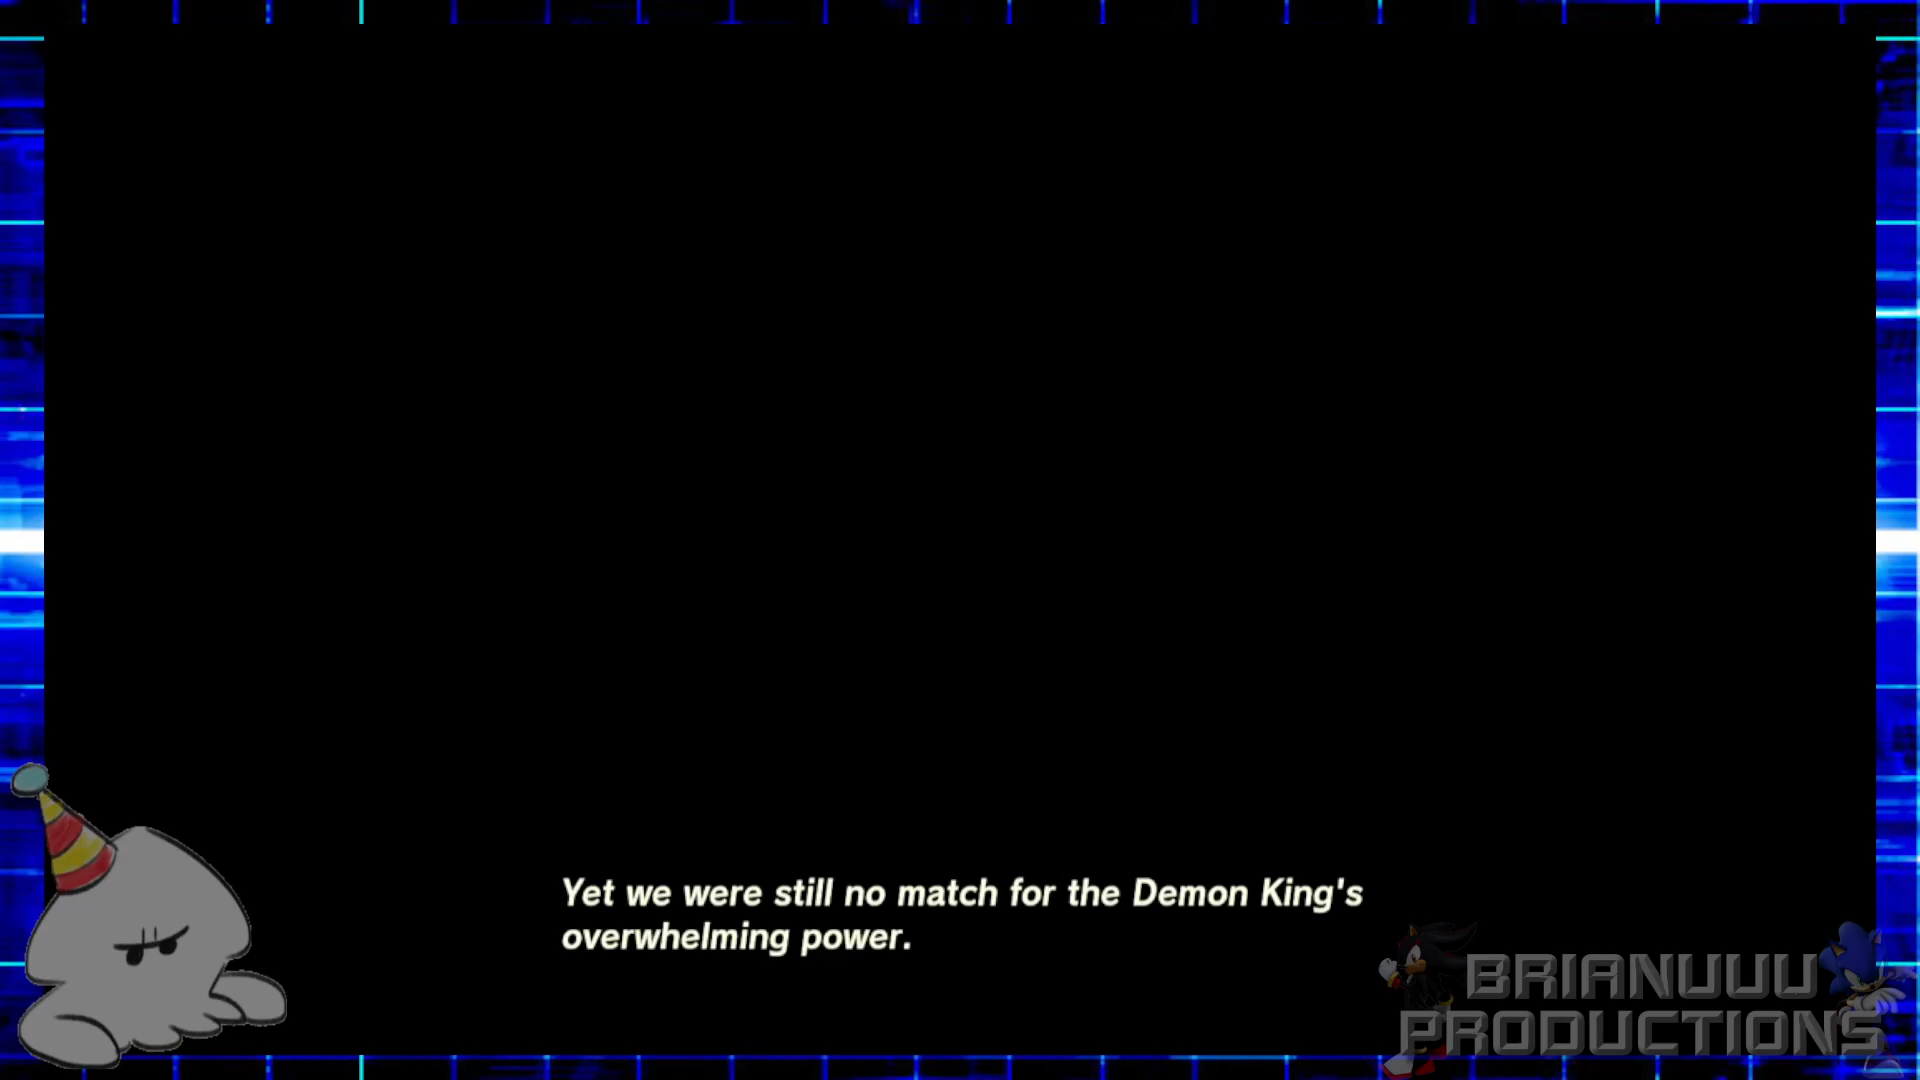 Yet we were still no match for the Demon King's
overwhelming power.
BRIANUUU
PRODUCTIONS